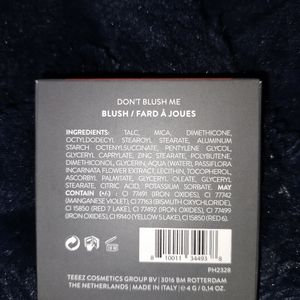 DON'T BLUSH ME
BLUSH / FARD À JOUES
INGREDIENTS: TALC, MICA, DIMETHICONE,
OCTYLDODECYL STEAROYL STEARATE, ALUMINUM
STARCH OCTENYLSUCCINATE, PENTYLENE GLYCOL,
GLYCERYL CAPRYLATE, ZINC STEARATE, POLYBUTENE,
DIMETHICONOL, GLYCERIN, AQUA (WATER), PASSIFLORA
INCARNATA FLOWER EXTRACT, LECITHIN, TOCOPHEROL,
ASCORBYL PALMITATE, GLYCERYL OLEATE, GLYCERYL
STEARATE, CITRIC ACID, POTASSIUM SORBATE. MAY
CONTAIN (+/-) : CI 77491 (IRON OXIDES), CI 77742
(MANGANESE VIOLET), CI 77163 (BISMUTH OXYCHLORIDE),
CI 15850 (RED 7 LAKE), CI 77492 (IRON OXIDES), CI 77499
(IRON OXIDES), CI 19140 (YELLOW 5 LAKE), CI 15850 (RED 6).
8 10011 34493 8
PH2328
TEEEZ COSMETICS GROUP BV | 3016 BM ROTTERDAM
THE NETHERLANDS | MADE IN ITALY | ℮ 4 G / 0,14 OZ.